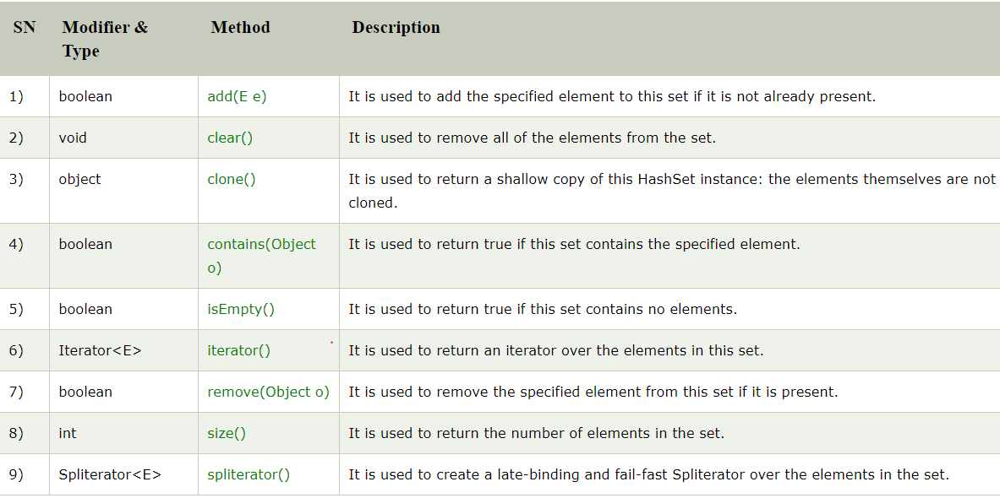 SN Modifier & Type Method Description
1) boolean add(E e) It is used to add the specified element to this set if it is not already present.
2) void clear() It is used to remove all of the elements from the set.
3) object clone() It is used to return a shallow copy of this HashSet instance: the elements themselves are not
cloned.
4) boolean contains(Object o) It is used to return true if this set contains the specified element.
5) boolean isEmpty() It is used to return true if this set contains no elements.
6) Iterator<E> iterator() It is used to return an iterator over the elements in this set.
7) boolean remove(Object o) It is used to remove the specified element from this set if it is present.
8) int size() It is used to return the number of elements in the set.
9) Spliterator<E> spliterator() It is used to create a late-binding and fail-fast Spliterator over the elements in the set.